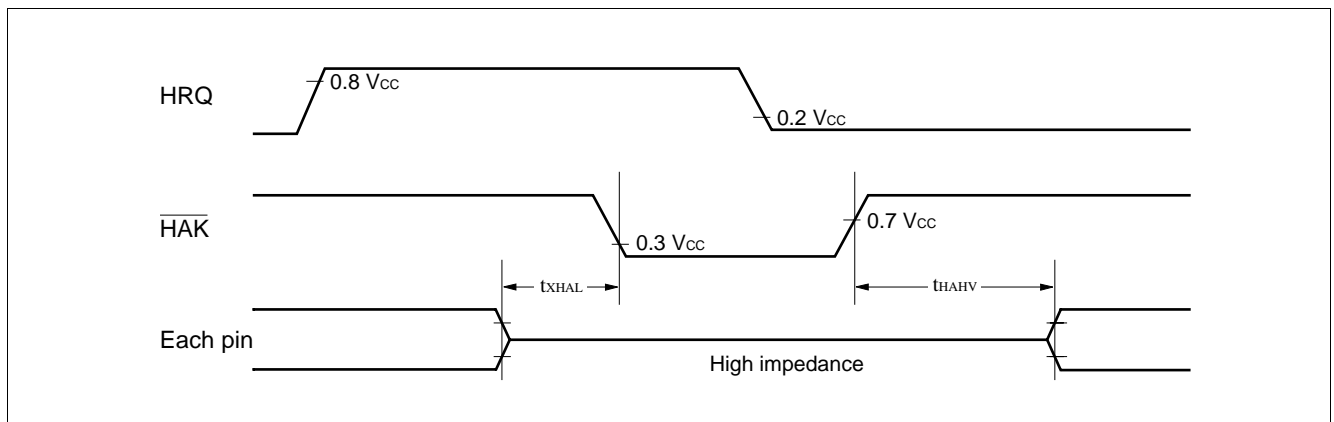 HRQ
0.8 Vcc
0.2 Vcc
HAK
0.3 Vcc
0.7 Vcc
tXHAL
tHAHV
Each pin
High impedance